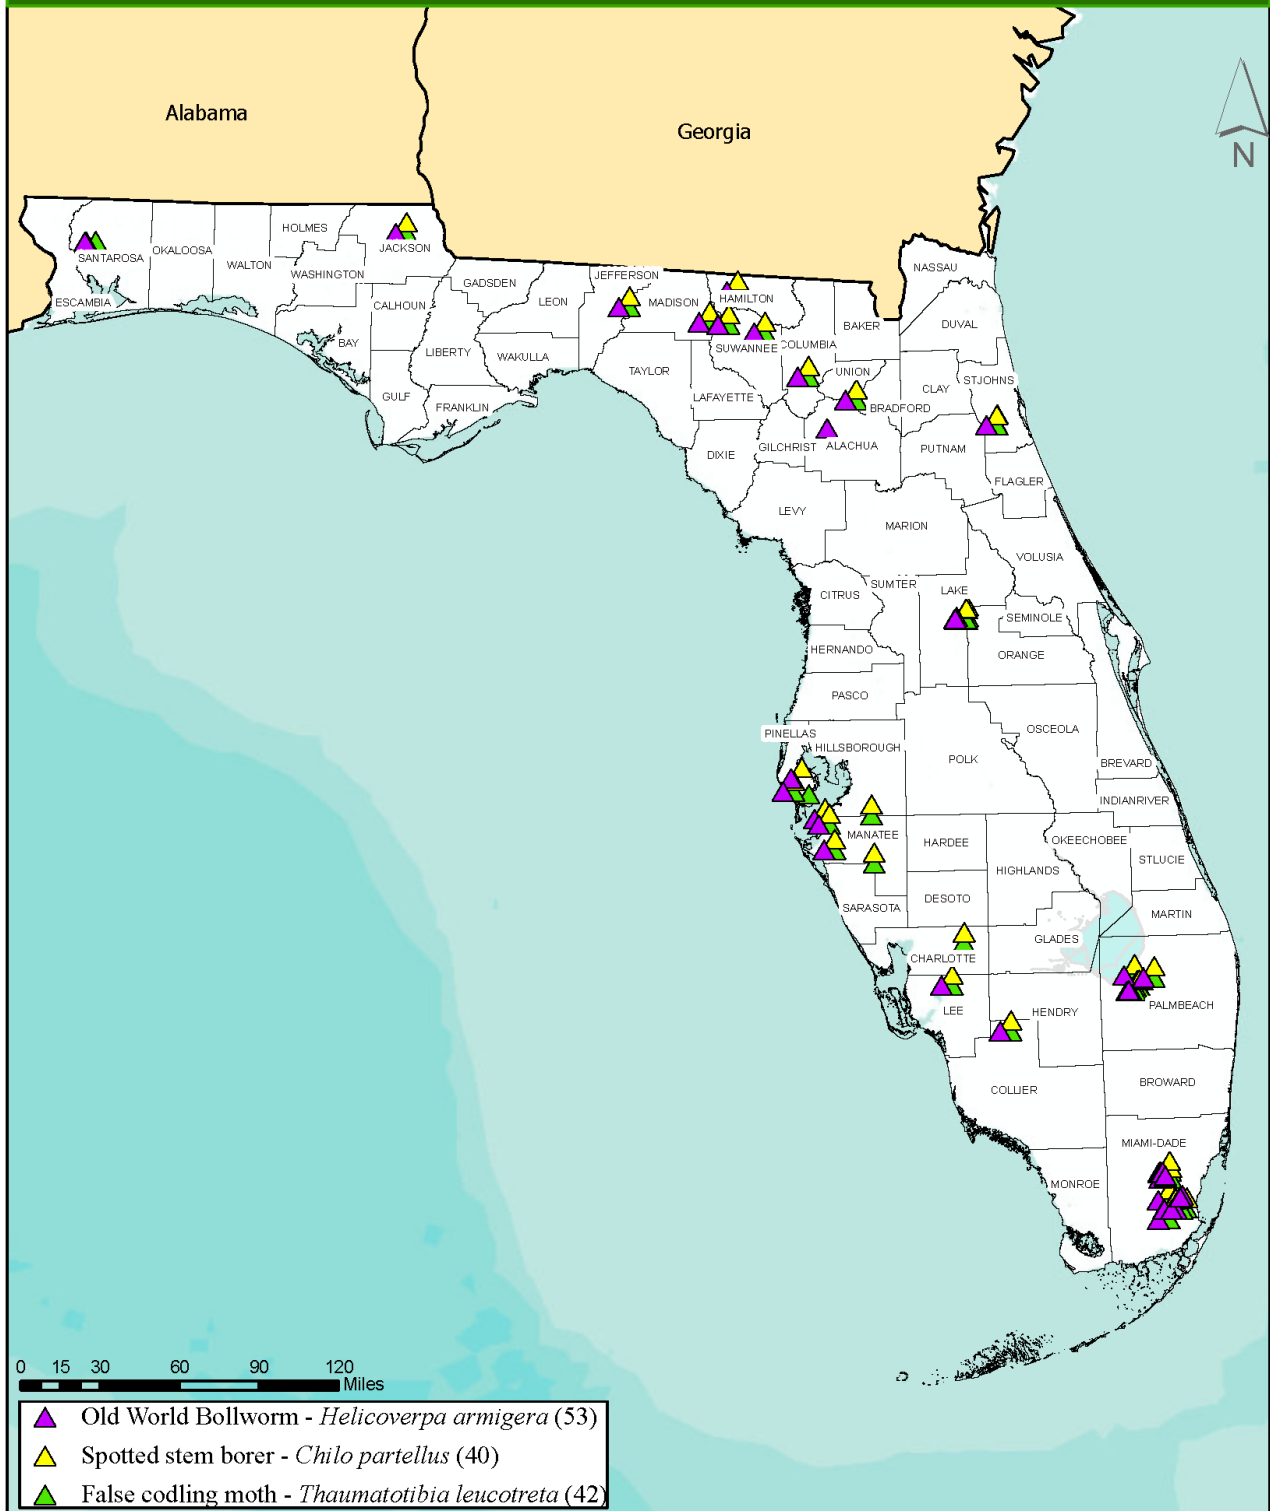 Alabama
Georgia
N
HOLMES
JACKSON
SANTAROSA
OKALOOSA
WALTON
WASHINGTON
ESCAMBIA
CALHOUN
GADSDEN
LEON
JEFFERSON
MADISON
HAMILTON
NASSAU
BAY
LIBERTY
WAKULLA
TAYLOR
SUWANNEE
COLUMBIA
BAKER
DUVAL
GULF
FRANKLIN
LAFAYETTE
UNION
BRADFORD
CLAY
STJOHNS
DIXIE
GILCHRIST
ALACHUA
PUTNAM
FLAGLER
LEVY
MARION
VOLUSIA
CITRUS
SUMTER
LAKE
SEMINOLE
HERNANDO
ORANGE
PASCO
PINELLAS
HILLSBOROUGH
POLK
OSCEOLA
BREVARD
INDIANRIVER
MANATEE
HARDEE
HIGHLANDS
OKEECHOBEE
STLUCIE
SARASOTA
DESOTO
MARTIN
CHARLOTTE
GLADES
LEE
HENDRY
PALMBEACH
COLLIER
BROWARD
MIAMI-DADE
MONROE
0 15 30 60 90 120
Miles
Old World Bollworm - Helicoverpa armigera (53)
Spotted stem borer - Chilo partellus (40)
False codling moth - Thaumatotibia leucotreta (42)